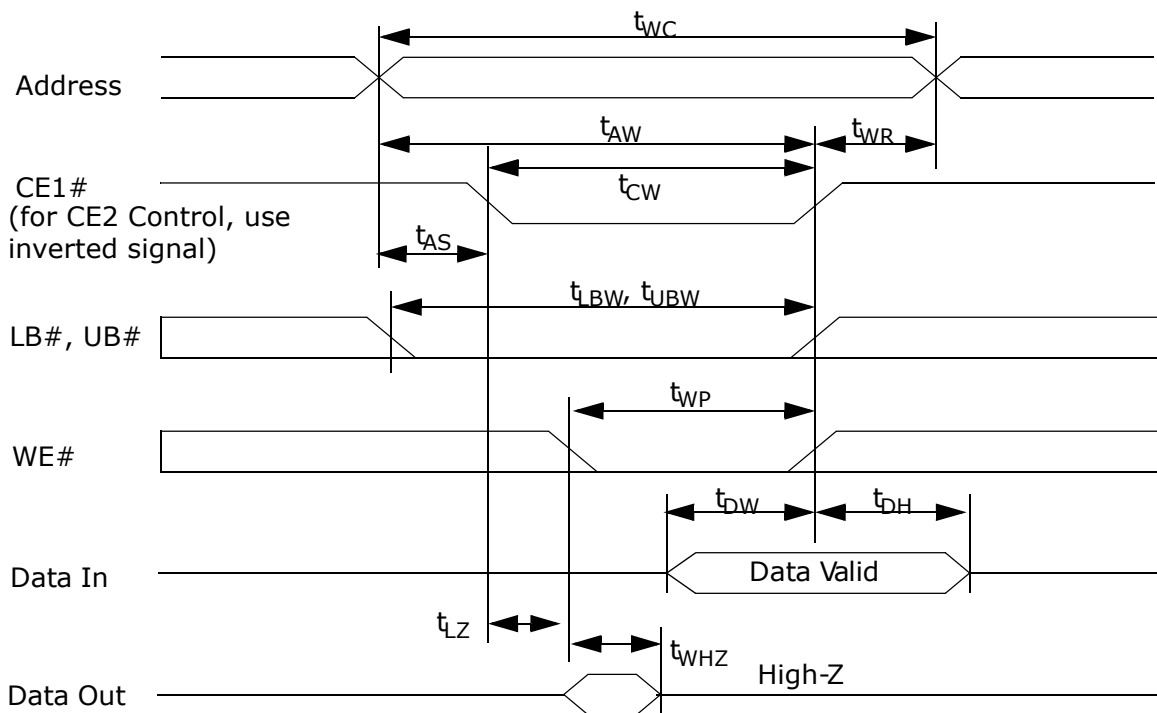 tWC
Address
tAW
tWR
CE1#
(for CE2 Control, use
inverted signal)
tCW
tAS
tLBW, tUBW
LB#, UB#
tWP
WE#
tDW
tDH
Data In
Data Valid
tLZ
tWHZ
Data Out
High-Z